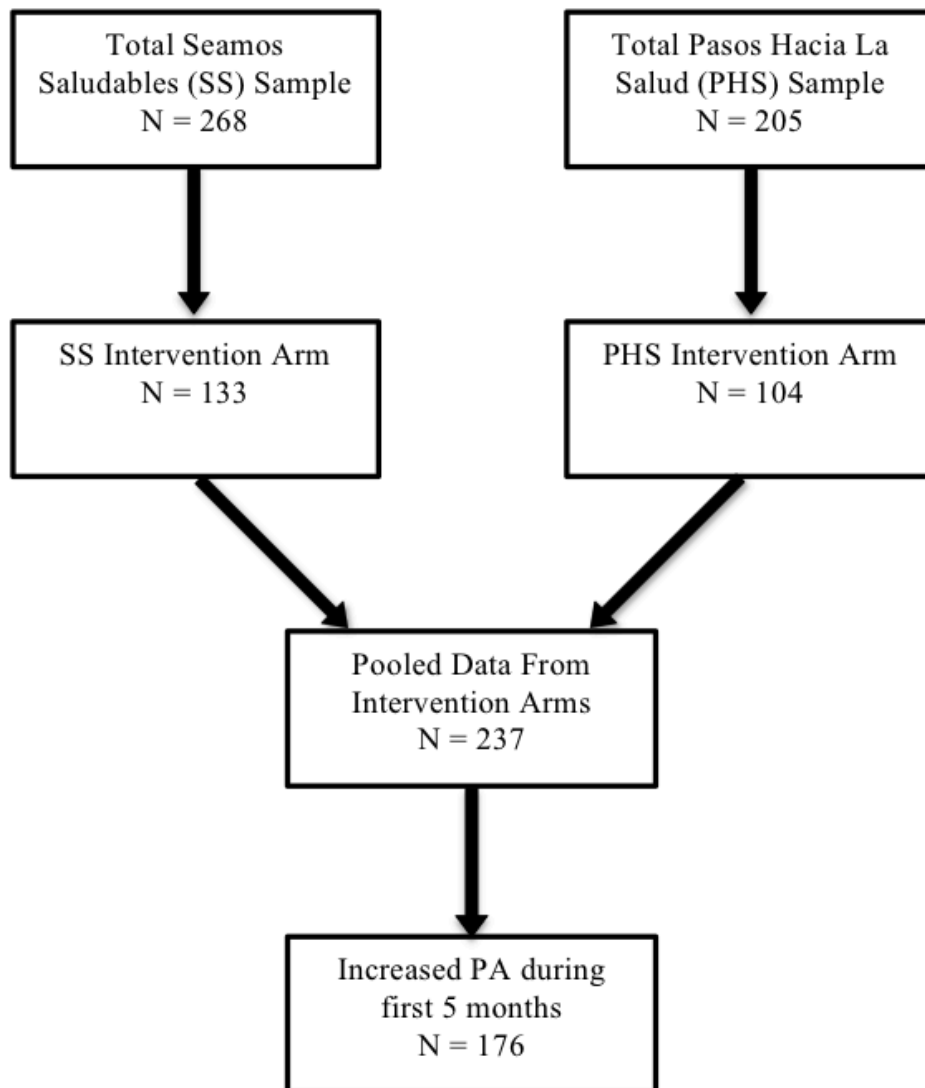 Total Seamos
Saludables (SS) Sample
N = 268
Total Pasos Hacia La
Salud (PHS) Sample
N = 205
SS Intervention Arm
N = 133
PHS Intervention Arm
N = 104
Pooled Data From
Intervention Arms
N = 237
Increased PA during
first 5 months
N = 176